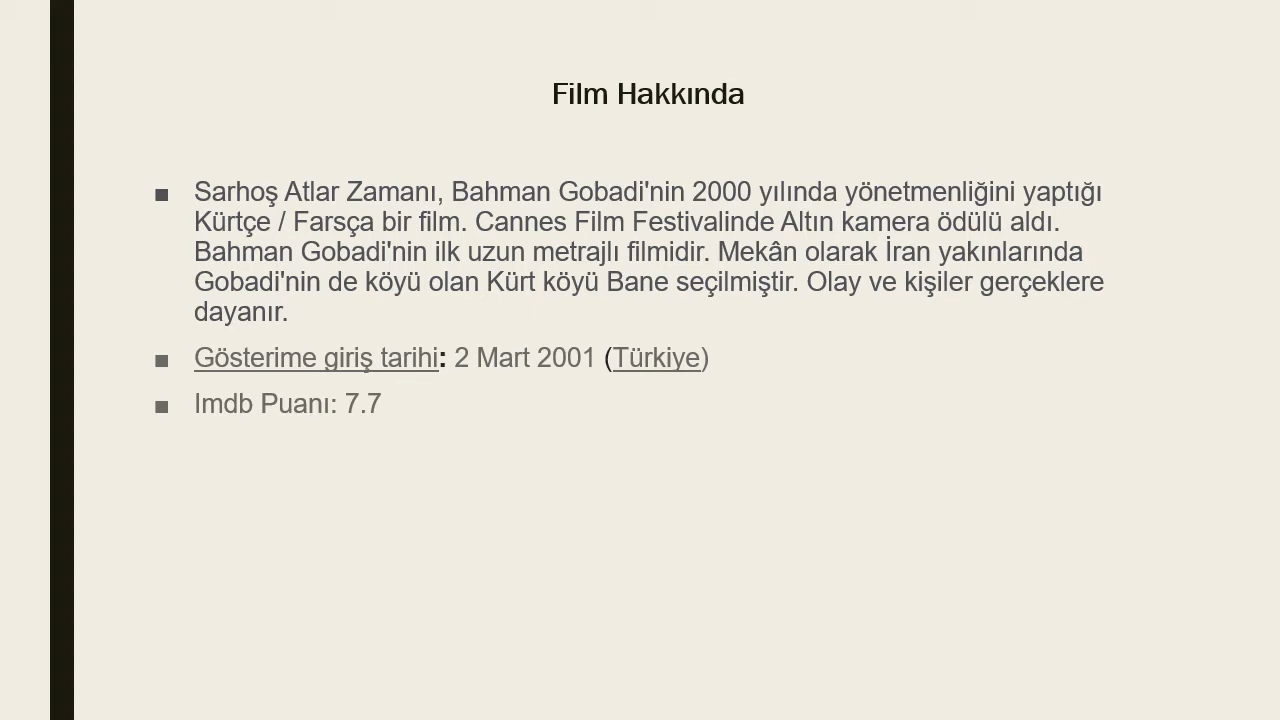 Film Hakkında
■ Sarhoş Atlar Zamanı, Bahman Gobadi'nin 2000 yılında yönetmenliğini yaptığı
Kürtçe / Farsça bir film. Cannes Film Festivalinde Altın kamera ödülü aldı.
Bahman Gobadi'nin ilk uzun metrajlı filmidir. Mekân olarak İran yakınlarında
Gobadi'nin de köyü olan Kürt köyü Bane seçilmiştir. Olay ve kişiler gerçeklere
dayanır.
■ Gösterime giriş tarihi: 2 Mart 2001 (Türkiye)
■ Imdb Puanı: 7.7